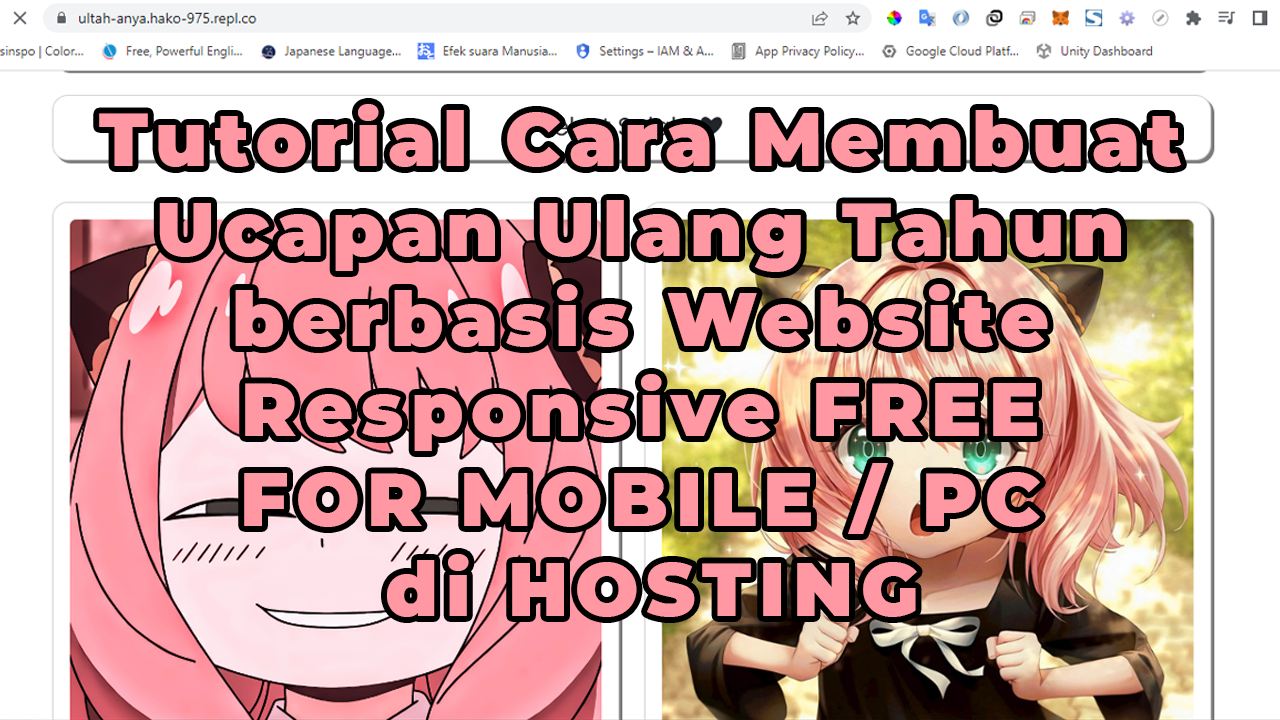 ultah-anya.hako-975.repl.co
sinspo | Color... Free, Powerful Engli... Japanese Language... Efek suara Manusia... Settings – IAM & A... App Privacy Policy... Google Cloud Platf... Unity Dashboard
Tutorial Cara Membuat
Ucapan Ulang Tahun
berbasis Website
Responsive FREE
FOR MOBILE / PC
di HOSTING